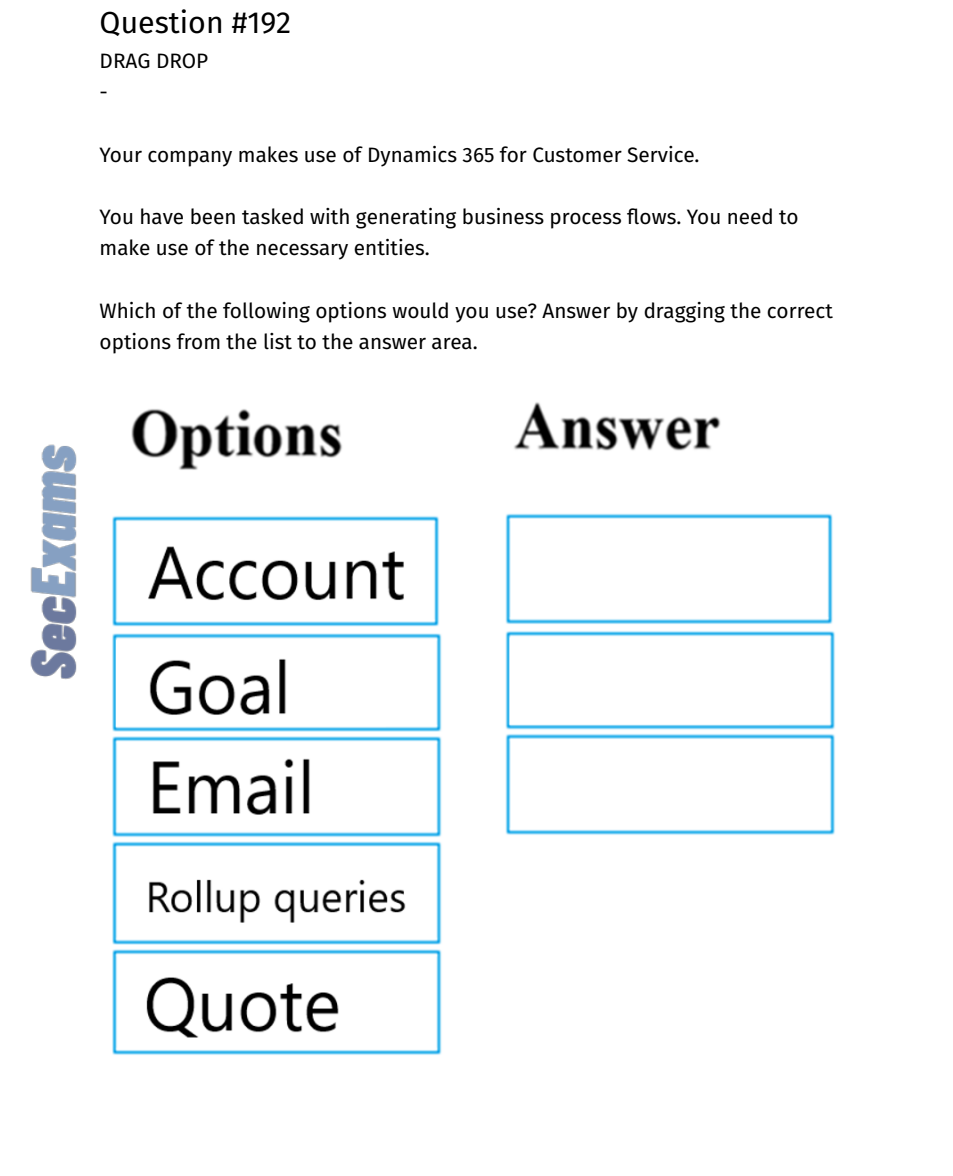 Question #192
DRAG DROP
-
Your company makes use of Dynamics 365 for Customer Service.
You have been tasked with generating business process flows. You need to
make use of the necessary entities.
Which of the following options would you use? Answer by dragging the correct
options from the list to the answer area.
SecExams
Options
Answer
Account
Goal
Email
Rollup queries
Quote